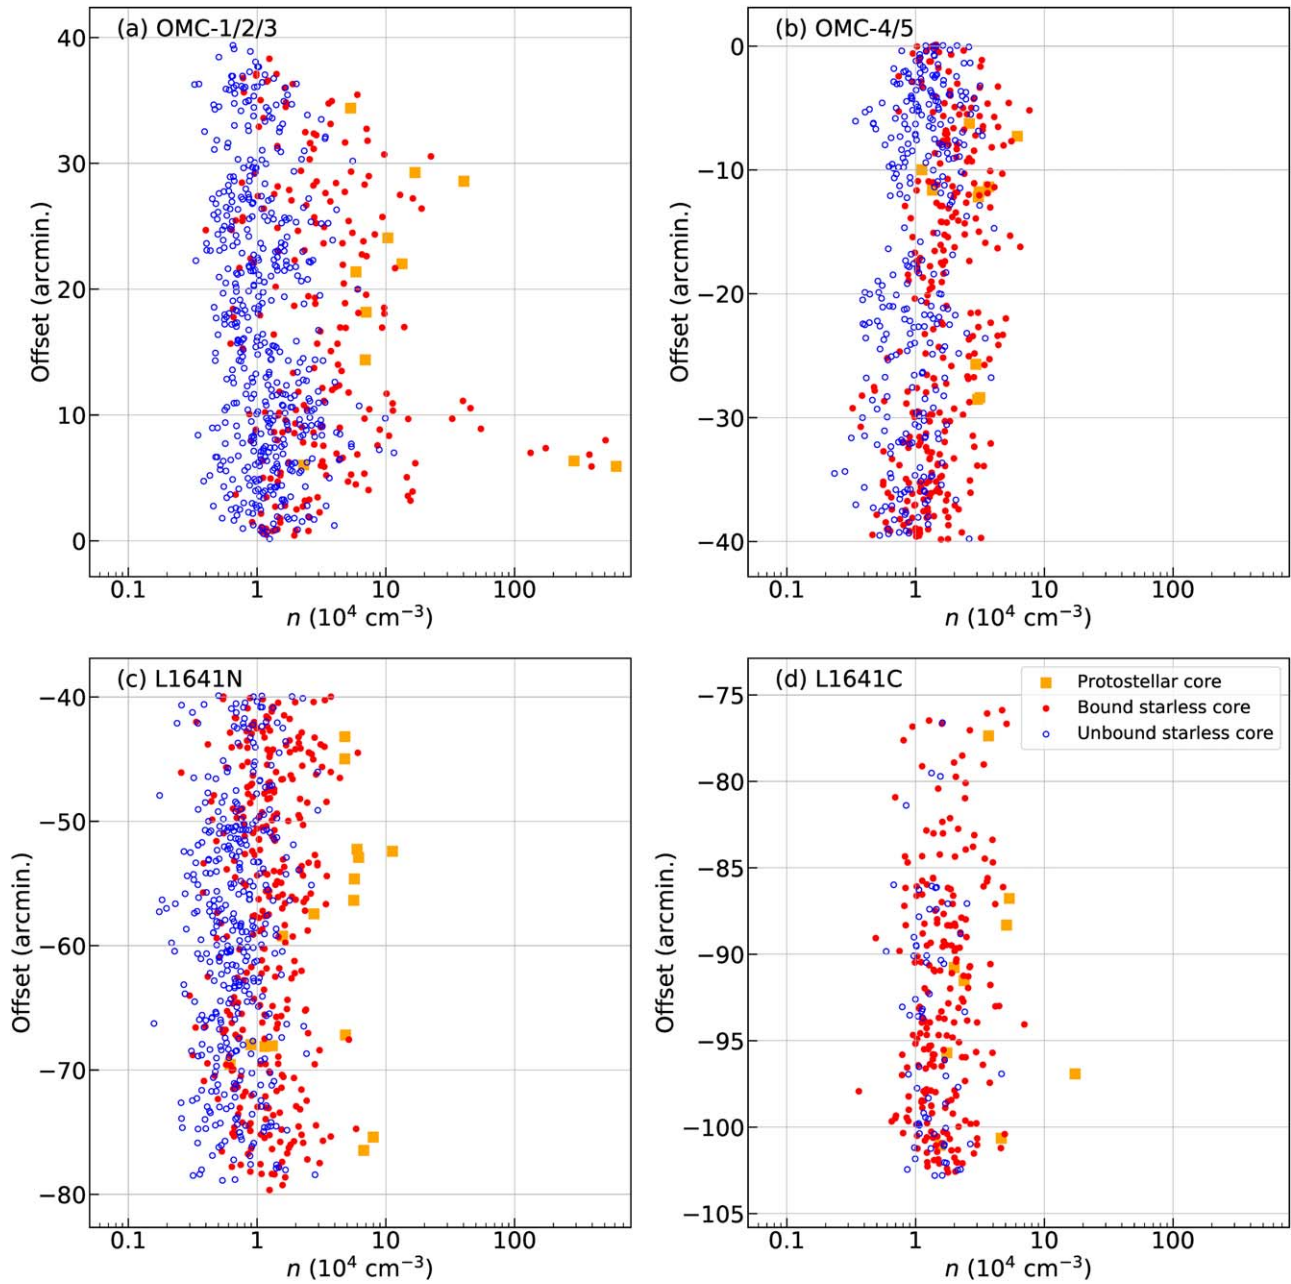 (a) OMC-1/2/3
40
30
20
10
0
Offset (arcmin.)
0.1 1 10 100
n (10⁴ cm⁻³)
(b) OMC-4/5
0
−10
−20
−30
−40
Offset (arcmin.)
0.1 1 10 100
n (10⁴ cm⁻³)
(c) L1641N
−40
−50
−60
−70
−80
Offset (arcmin.)
0.1 1 10 100
n (10⁴ cm⁻³)
(d) L1641C
Protostellar core
Bound starless core
Unbound starless core
−75
−80
−85
−90
−95
−100
−105
Offset (arcmin.)
0.1 1 10 100
n (10⁴ cm⁻³)